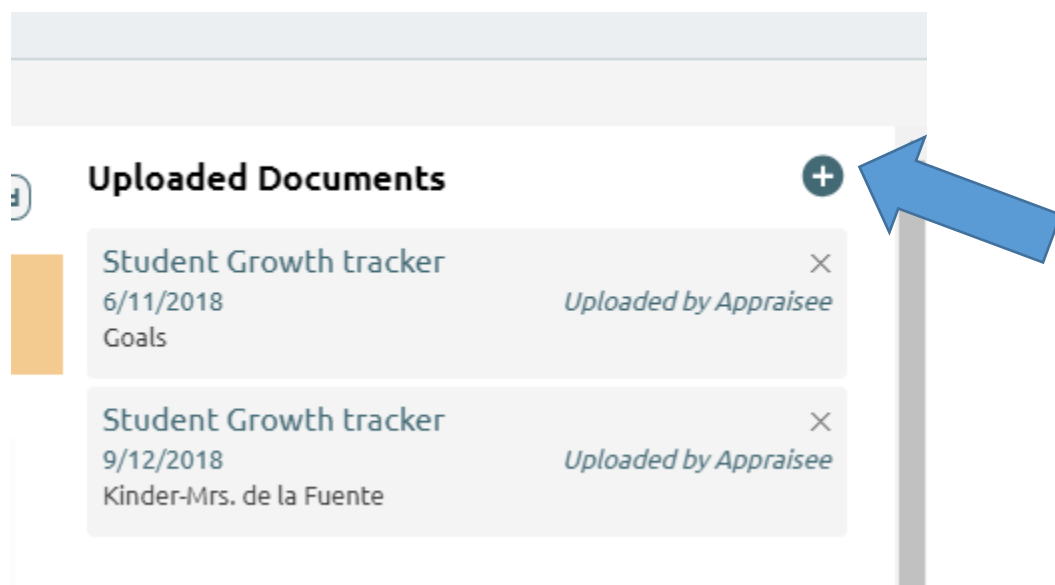 Uploaded Documents
Student Growth tracker
6/11/2018 Uploaded by Appraisee
Goals
Student Growth tracker
9/12/2018 Uploaded by Appraisee
Kinder-Mrs. de la Fuente